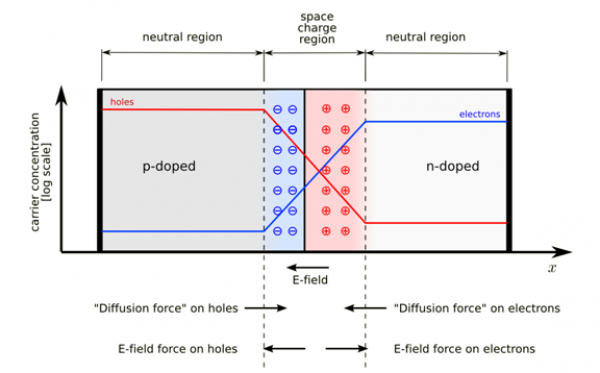 space
charge
region
neutral region
neutral region
holes
electrons
carrier concentration
[log scale]
p-doped
n-doped
E-field
x
"Diffusion force" on holes
"Diffusion force" on electrons
E-field force on holes
E-field force on electrons